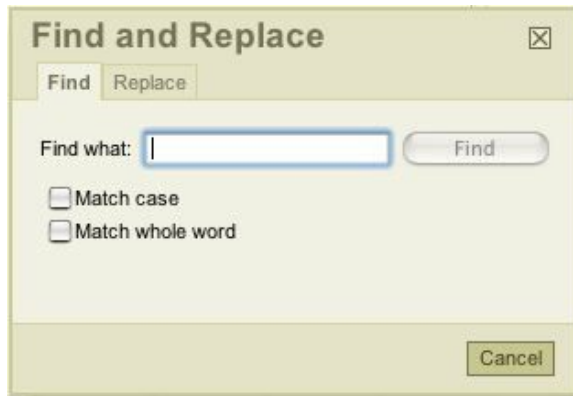 Find and Replace
Find Replace
Find what: Find
Match case
Match whole word
Cancel